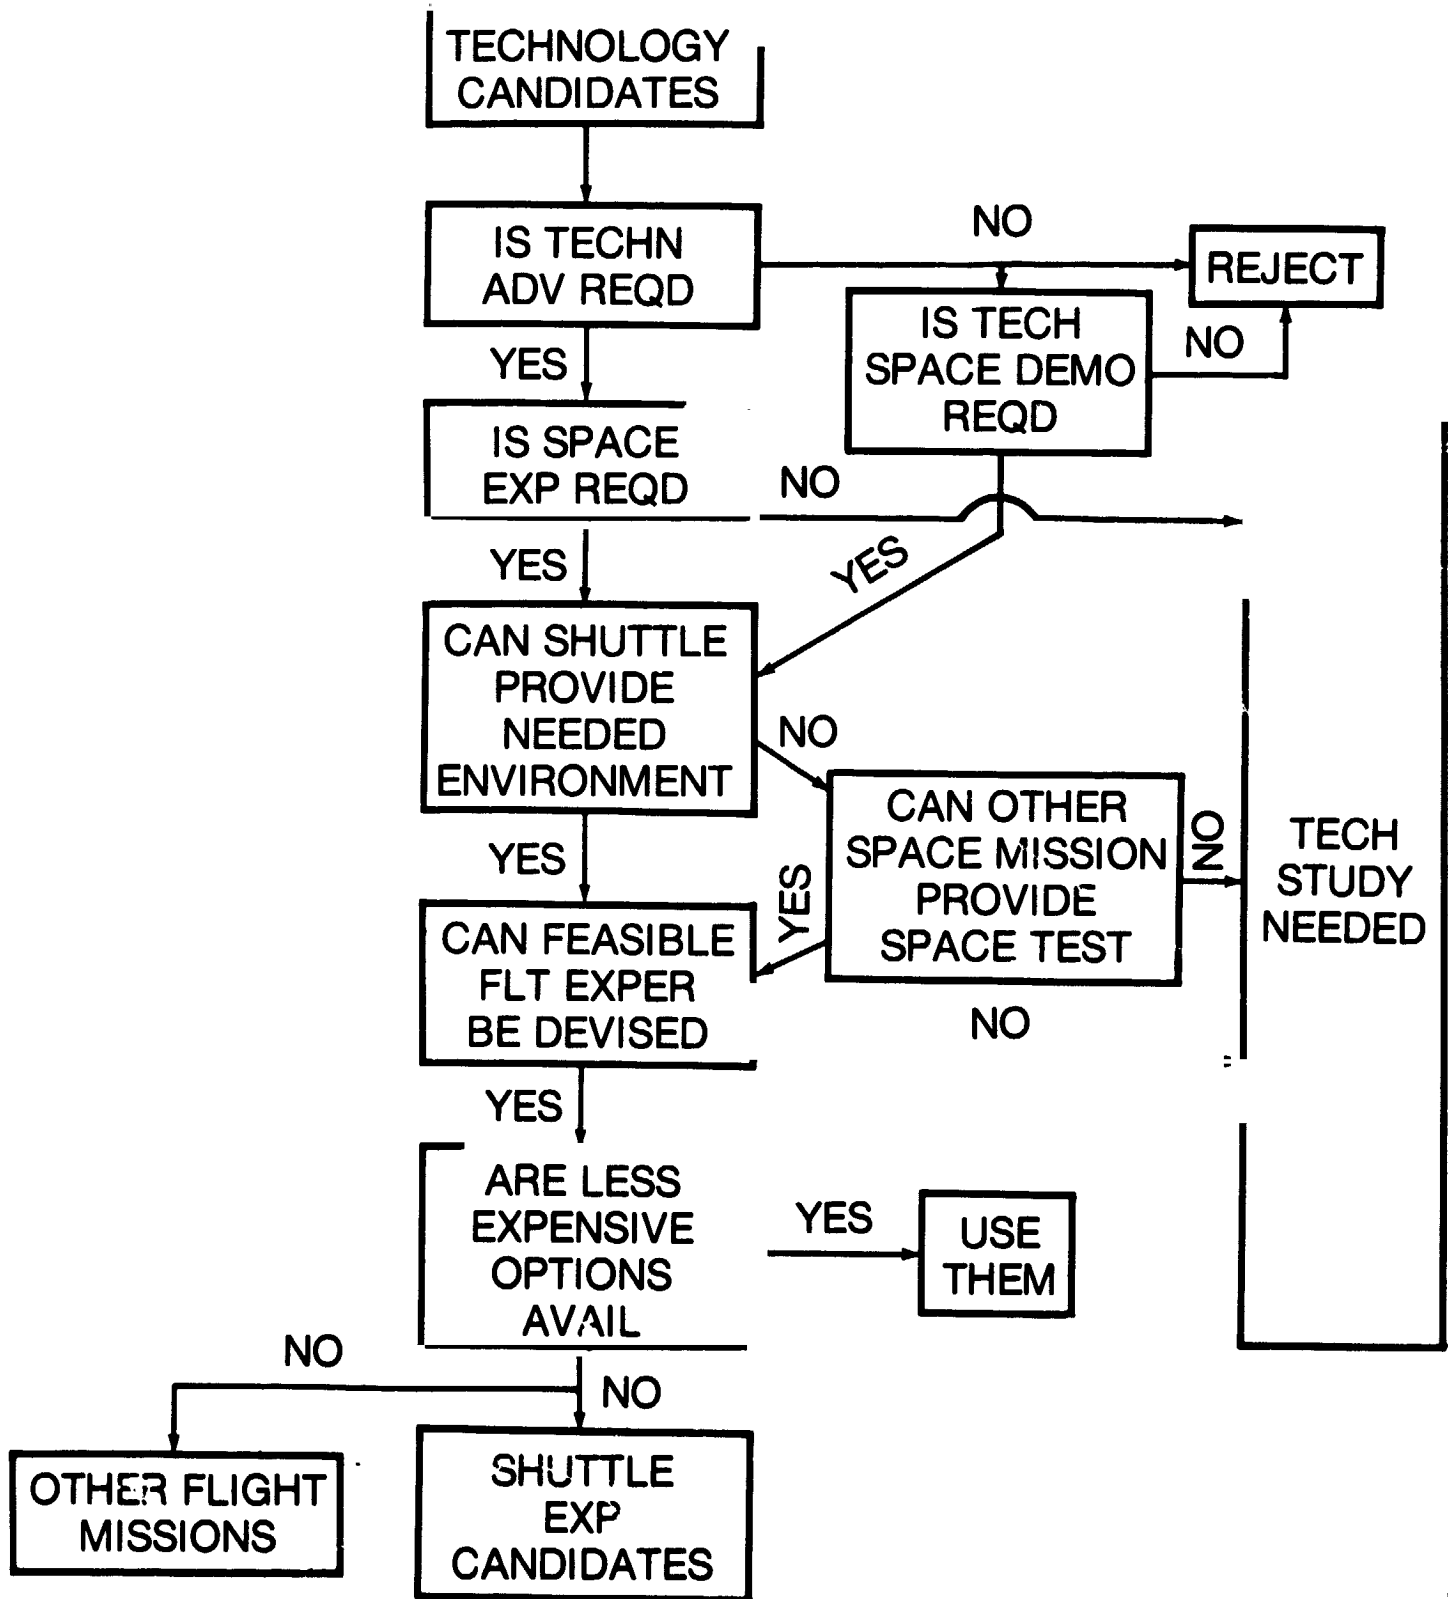 TECHNOLOGY
CANDIDATES
IS TECHN
ADV REQD
NO
REJECT
YES
IS TECH
SPACE DEMO
REQD
NO
IS SPACE
EXP REQD
NO
YES
YES
CAN SHUTTLE
PROVIDE
NEEDED
ENVIRONMENT
NO
YES
CAN OTHER
SPACE MISSION
PROVIDE
SPACE TEST
NO
YES
TECH
STUDY
NEEDED
CAN FEASIBLE
FLT EXPER
BE DEVISED
NO
YES
ARE LESS
EXPENSIVE
OPTIONS
AVAIL
YES
USE
THEM
NO
NO
OTHER FLIGHT
MISSIONS
SHUTTLE
EXP
CANDIDATES